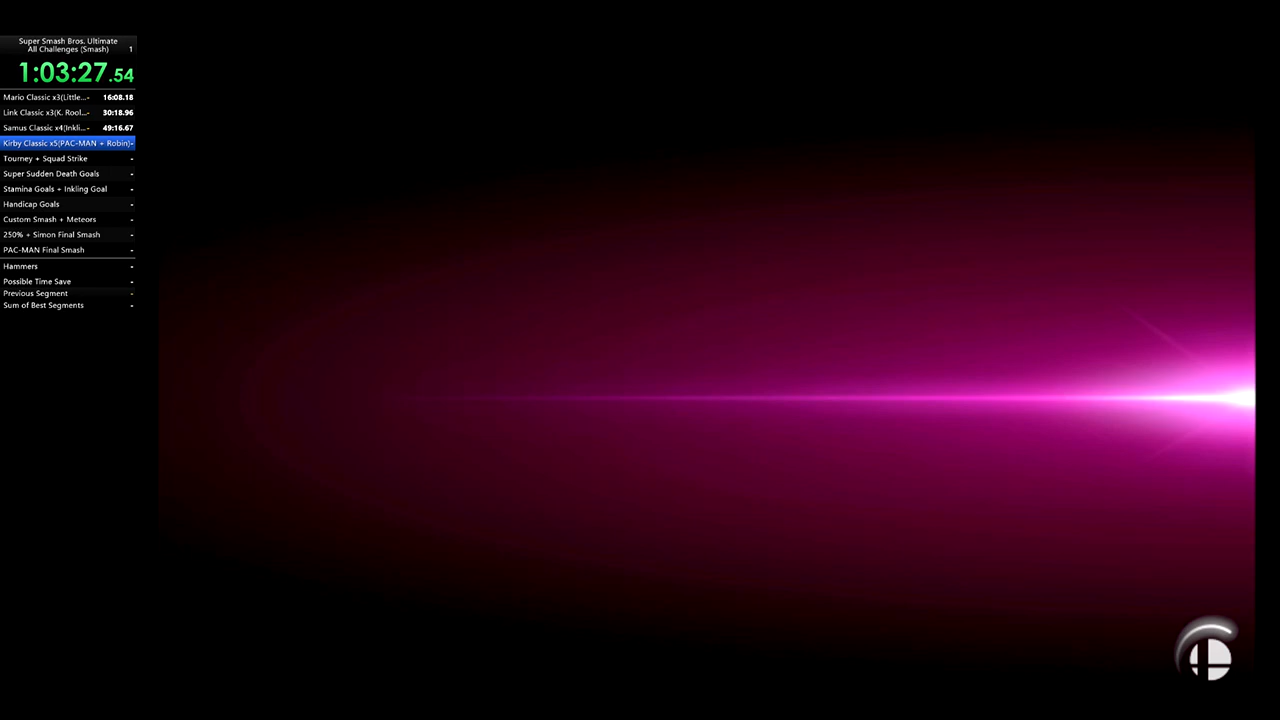 Super Smash Bros. Ultimate
All Challenges (Smash) 1
1:03:27.54
Mario Classic x3(Little...- 16:08.18
Link Classic x3(K. Rool...- 30:18.96
Samus Classic x4(Inkli...- 49:16.67
Kirby Classic x5(PAC-MAN + Robin)-
Tourney + Squad Strike -
Super Sudden Death Goals -
Stamina Goals + Inkling Goal -
Handicap Goals -
Custom Smash + Meteors -
250% + Simon Final Smash -
PAC-MAN Final Smash -
Hammers -
Possible Time Save -
Previous Segment -
Sum of Best Segments -